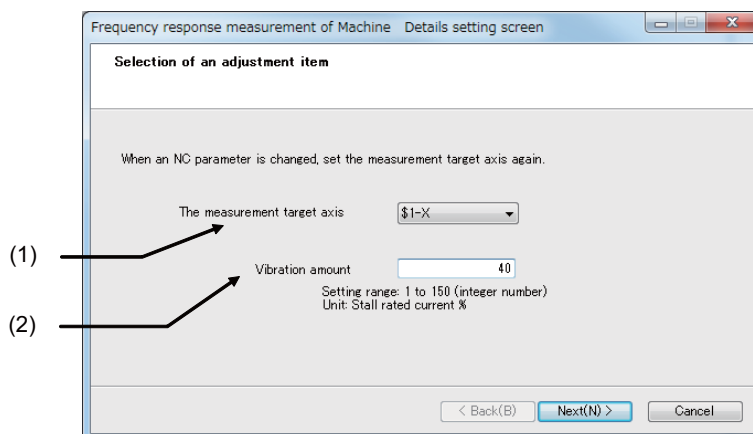 Frequency response measurement of Machine Details setting screen
Selection of an adjustment item
When an NC parameter is changed, set the measurement target axis again.
(1)
The measurement target axis $1-X
(2)
Vibration amount 40
Setting range: 1 to 150 (integer number)
Unit: Stall rated current %
< Back(B) Next(N) > Cancel